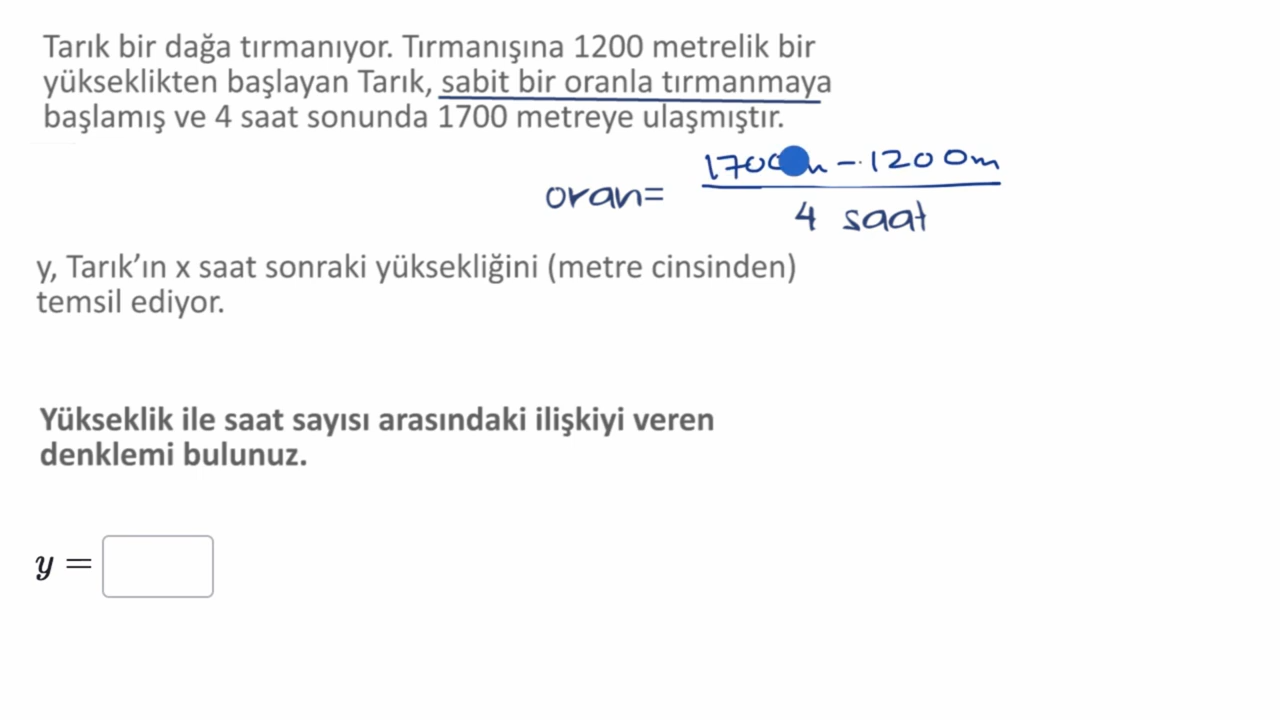 Tarık bir dağa tırmanıyor. Tırmanışına 1200 metrelik bir
yükseklikten başlayan Tarık, sabit bir oranla tırmanmaya
başlamış ve 4 saat sonunda 1700 metreye ulaşmıştır.
1700m - 1200m
oran=
4 saat
y, Tarık’ın x saat sonraki yüksekliğini (metre cinsinden)
temsil ediyor.
Yükseklik ile saat sayısı arasındaki ilişkiyi veren
denklemi bulunuz.
y =